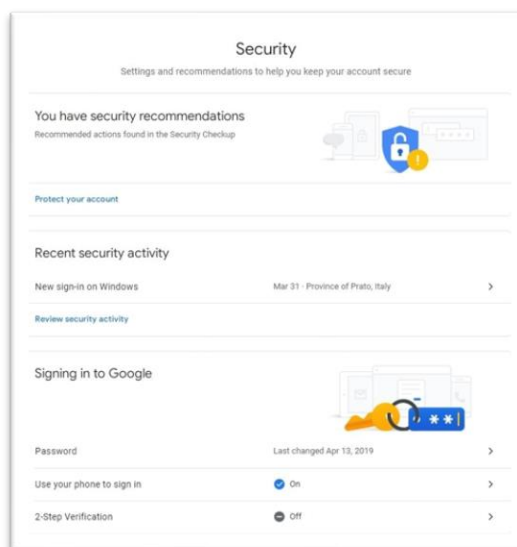 Security
Settings and recommendations to help you keep your account secure
You have security recommendations
Recommended actions found in the Security Checkup
Protect your account
Recent security activity
New sign-in on Windows Mar 31 · Province of Prato, Italy
Review security activity
Signing in to Google
Password Last changed Apr 13, 2019
Use your phone to sign in On
2-Step Verification Off